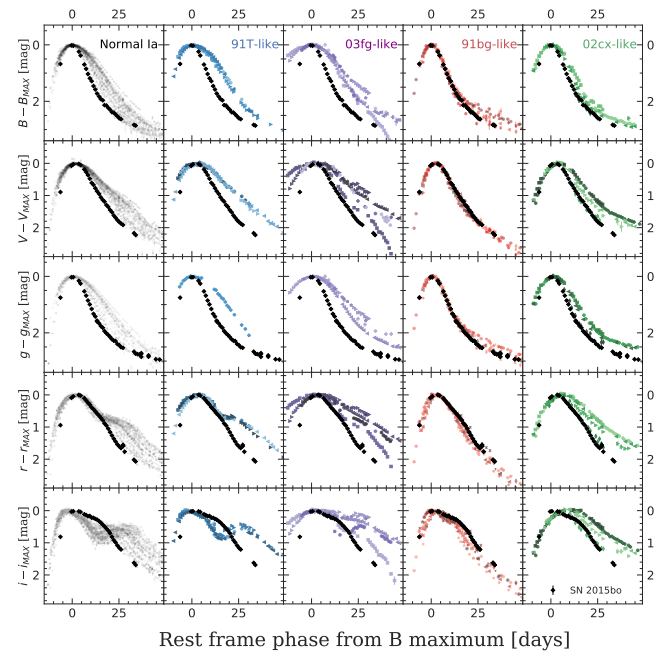 0 25 0 25 0 25 0 25 0 25
Normal Ia 91T-like 03fg-like 91bg-like 02cx-like
B − B_MAX [mag]
0
2
V − V_MAX [mag]
0
1
2
g − g_MAX [mag]
0
2
r − r_MAX [mag]
0
1
2
i − i_MAX [mag]
0
1
2
SN 2015bo
0 25 0 25 0 25 0 25 0 25
Rest frame phase from B maximum [days]